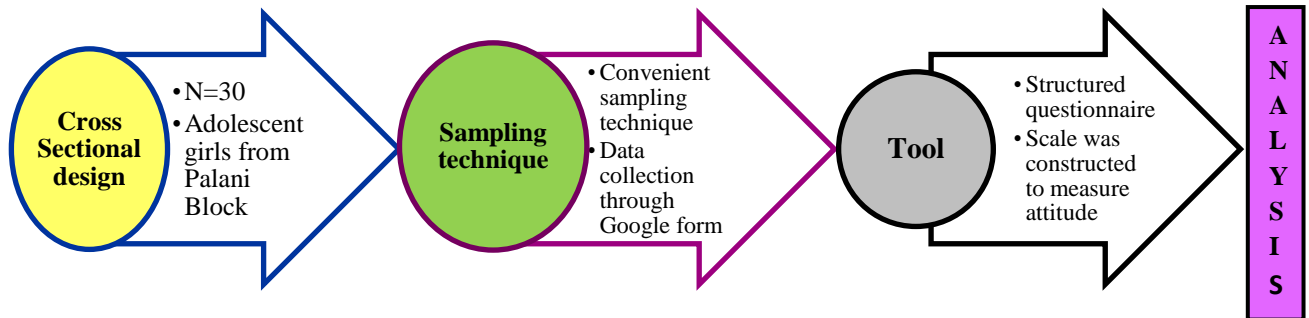 Cross
Sectional
design
• N=30
• Adolescent
girls from
Palani
Block
Sampling
technique
• Convenient
sampling
technique
• Data
collection
through
Google form
Tool
• Structured
questionnaire
• Scale was
constructed
to measure
attitude
A
N
A
L
Y
S
I
S